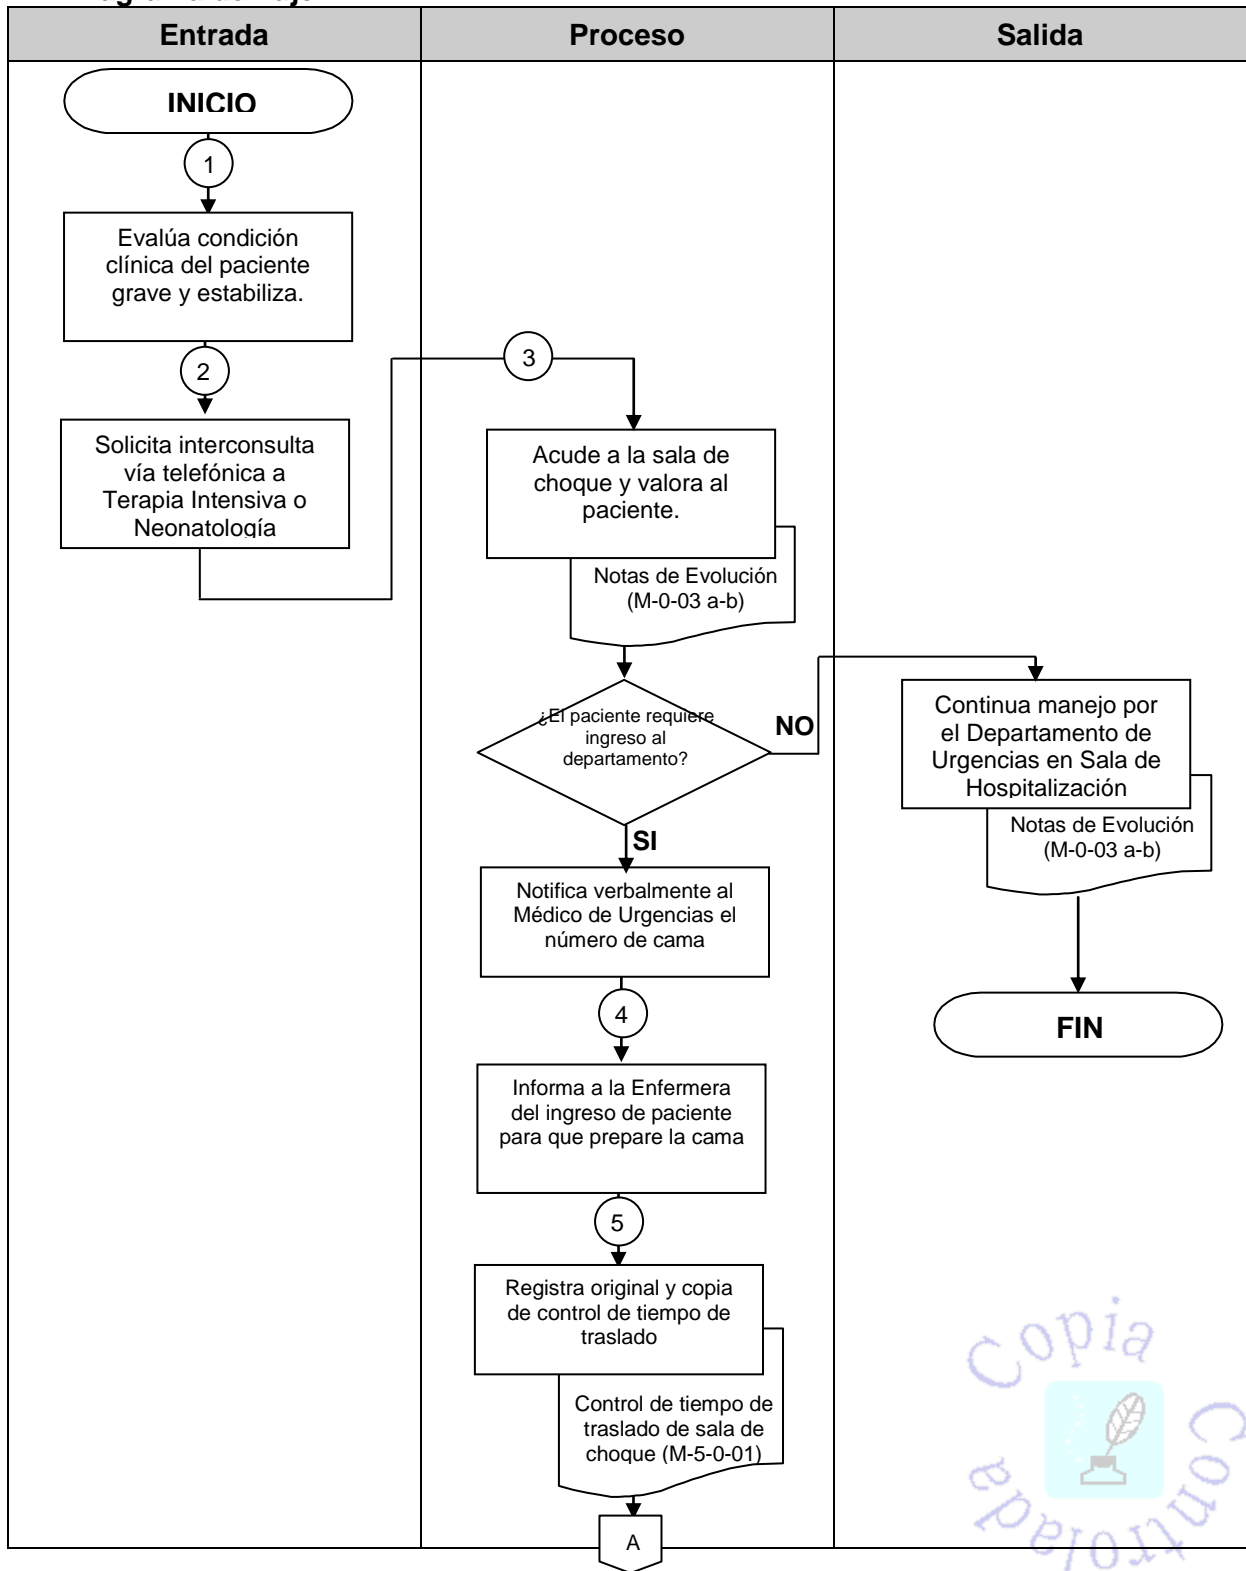 Entrada
Proceso
Salida
INICIO
1
Evalúa condición
clínica del paciente
grave y estabiliza.
2
Solicita interconsulta
vía telefónica a
Terapia Intensiva o
Neonatología
3
Acude a la sala de
choque y valora al
paciente.
Notas de Evolución
(M-0-03 a-b)
¿El paciente requiere
ingreso al
departamento?
NO
SI
Continua manejo por
el Departamento de
Urgencias en Sala de
Hospitalización
Notas de Evolución
(M-0-03 a-b)
FIN
Notifica verbalmente al
Médico de Urgencias el
número de cama
4
Informa a la Enfermera
del ingreso de paciente
para que prepare la cama
5
Registra original y copia
de control de tiempo de
traslado
Control de tiempo de
traslado de sala de
choque (M-5-0-01)
A
Copia
Controlada